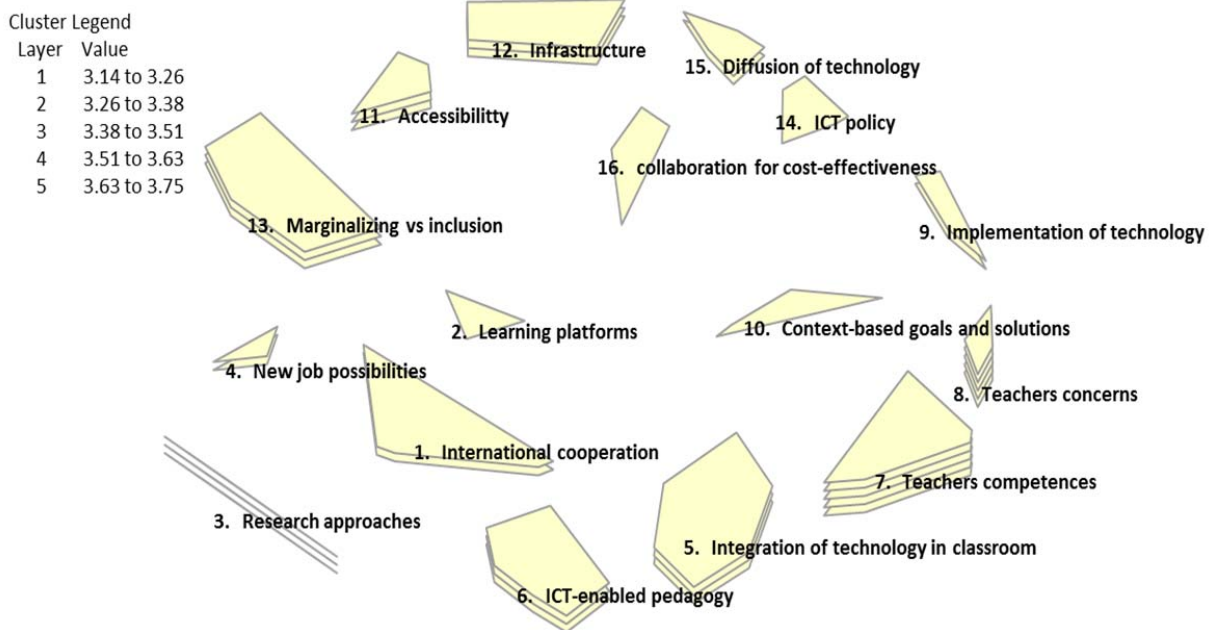 Cluster Legend
Layer Value
1 3.14 to 3.26
2 3.26 to 3.38
3 3.38 to 3.51
4 3.51 to 3.63
5 3.63 to 3.75
12. Infrastructure
15. Diffusion of technology
11. Accessibilitty
14. ICT policy
16. collaboration for cost-effectiveness
13. Marginalizing vs inclusion
9. Implementation of technology
2. Learning platforms
10. Context-based goals and solutions
4. New job possibilities
8. Teachers concerns
1. International cooperation
7. Teachers competences
3. Research approaches
5. Integration of technology in classroom
6. ICT-enabled pedagogy